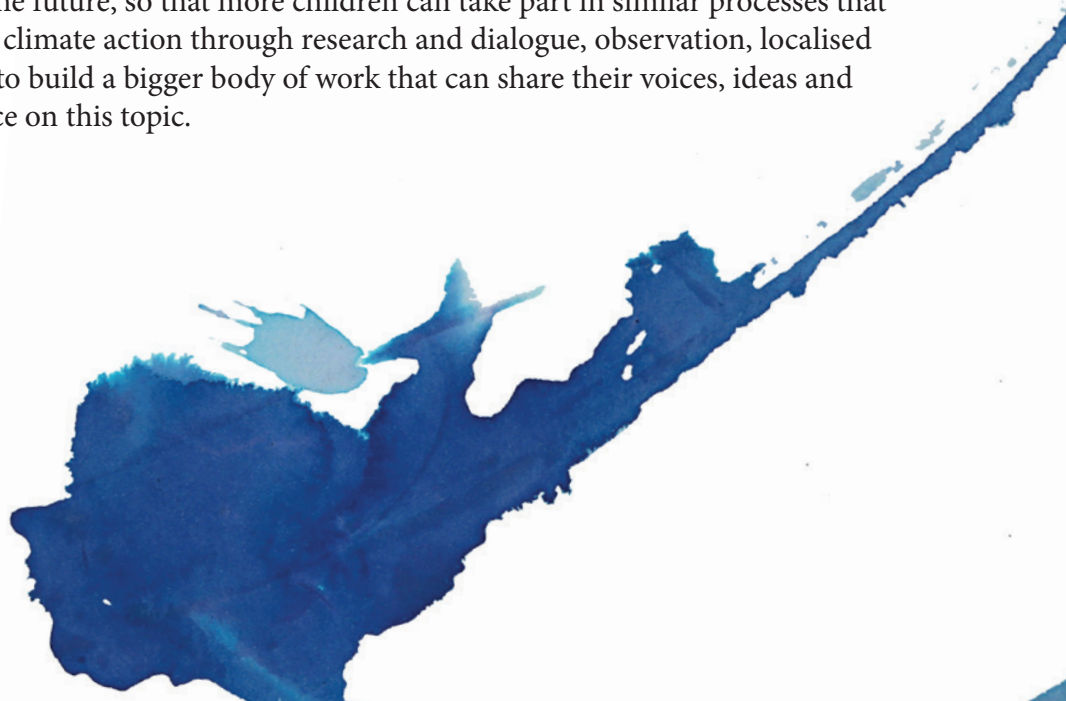 he future, so that more children can take part in similar processes that
climate action through research and dialogue, observation, localised
to build a bigger body of work that can share their voices, ideas and
ce on this topic.